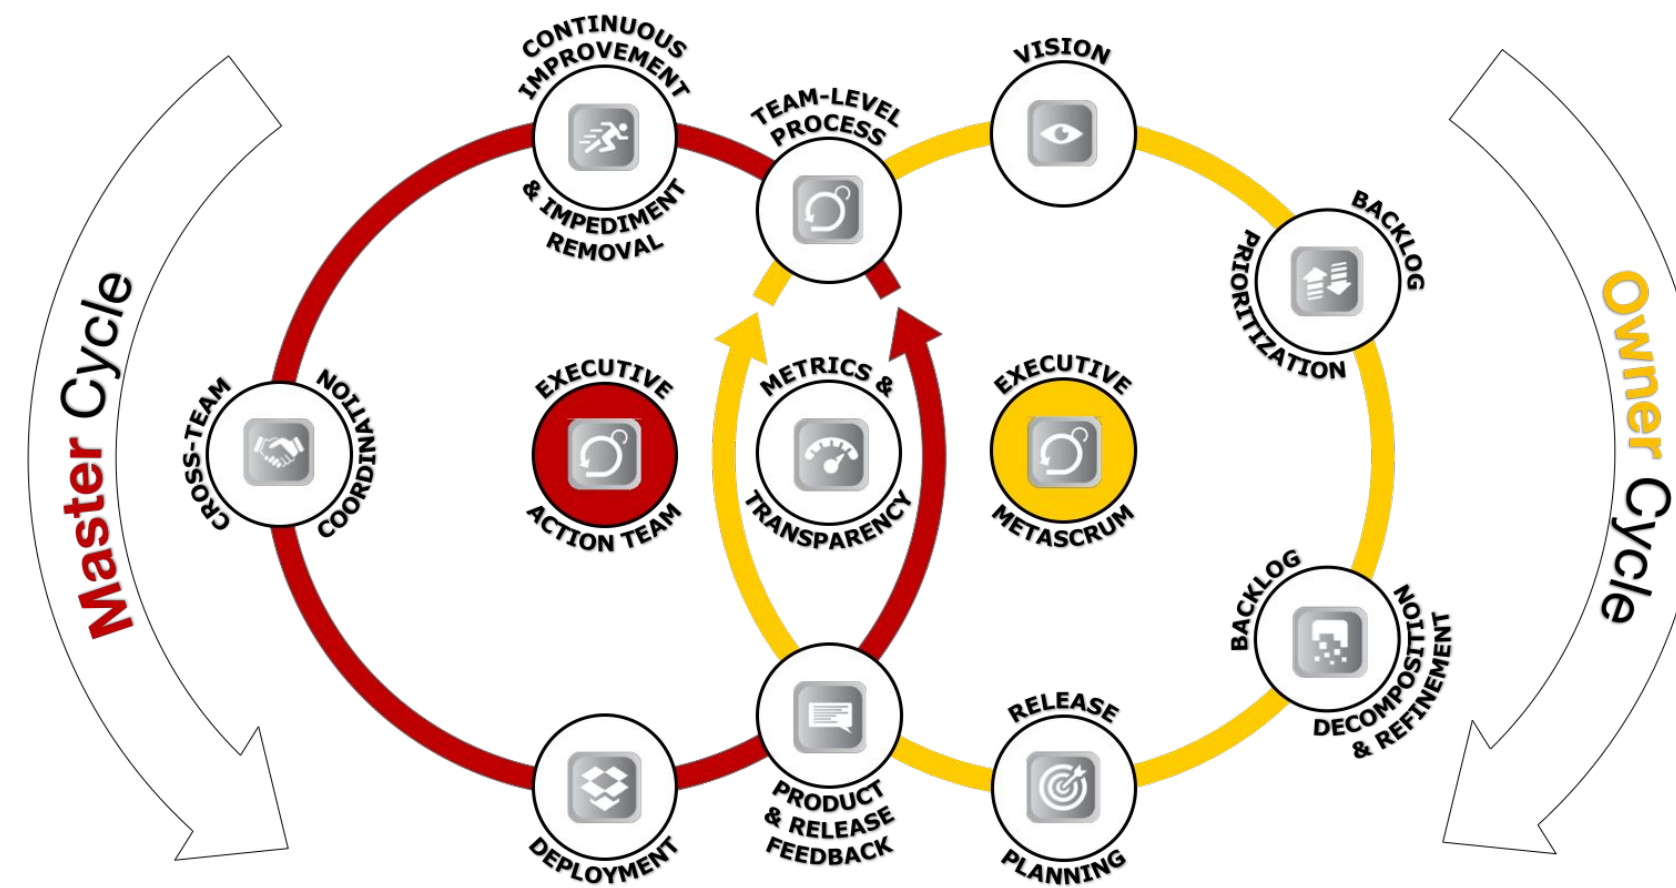 CONTINUOUS
IMPROVEMENT
& IMPEDIMENT
REMOVAL
TEAM-LEVEL
PROCESS
VISION
BACKLOG
PRIORITIZATION
Master Cycle
Owner Cycle
CROSS-TEAM
COORDINATION
EXECUTIVE
ACTION TEAM
METRICS &
TRANSPARENCY
EXECUTIVE
METASCRUM
BACKLOG
DECOMPOSITION
& REFINEMENT
DEPLOYMENT
PRODUCT
& RELEASE
FEEDBACK
RELEASE
PLANNING